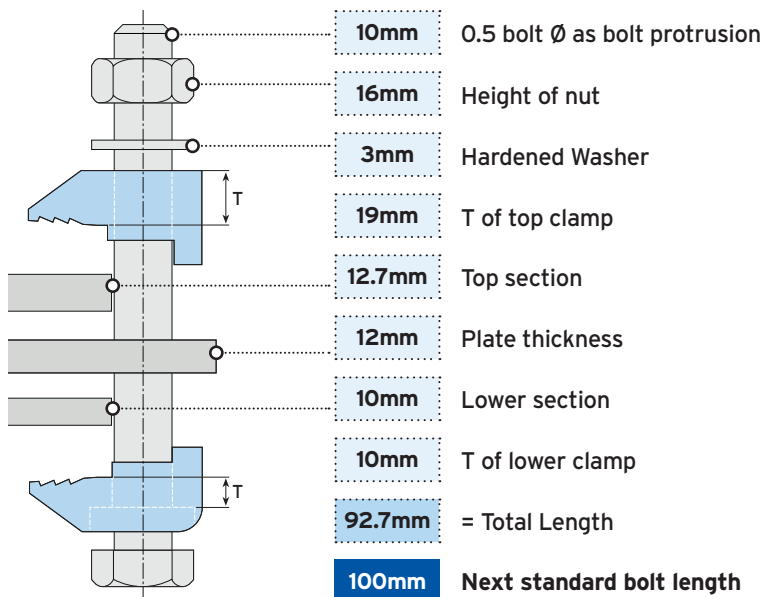 10mm 0.5 bolt Ø as bolt protrusion
16mm Height of nut
3mm Hardened Washer
T
19mm T of top clamp
12.7mm Top section
12mm Plate thickness
10mm Lower section
10mm T of lower clamp
T
92.7mm = Total Length
100mm Next standard bolt length